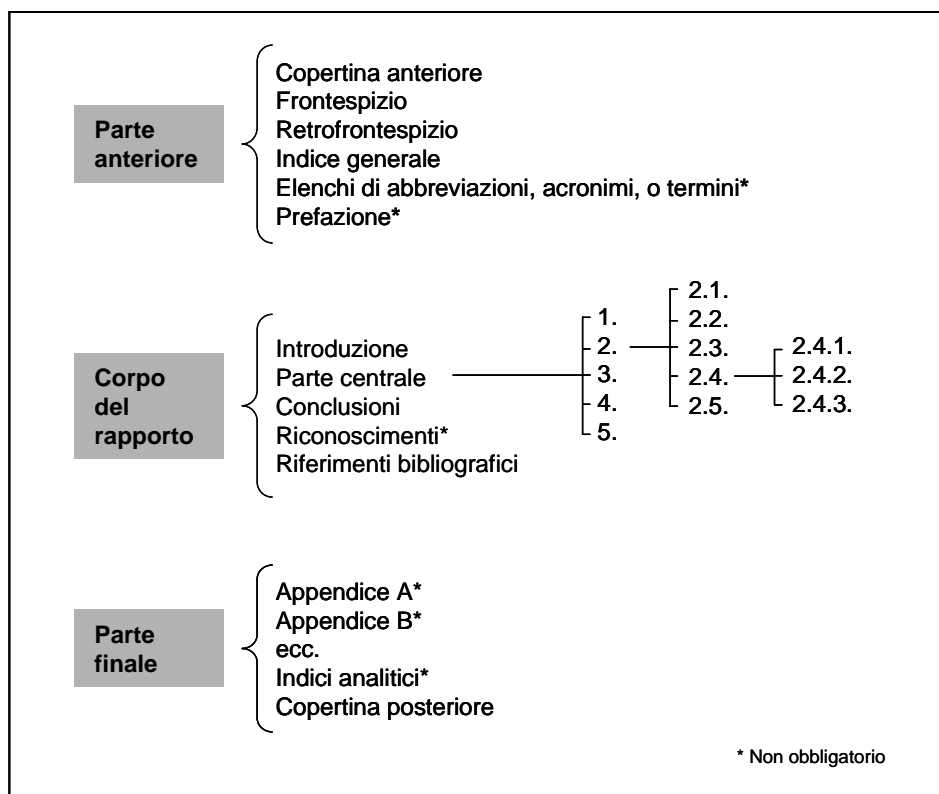 Parte
anteriore
Copertina anteriore
Frontespizio
Retrofrontespizio
Indice generale
Elenchi di abbreviazioni, acronimi, o termini*
Prefazione*
Corpo
del
rapporto
Introduzione
Parte centrale
Conclusioni
Riconoscimenti*
Riferimenti bibliografici
1.
2.
3.
4.
5.
2.1.
2.2.
2.3.
2.4.
2.5.
2.4.1.
2.4.2.
2.4.3.
Parte
finale
Appendice A*
Appendice B*
ecc.
Indici analitici*
Copertina posteriore
* Non obbligatorio